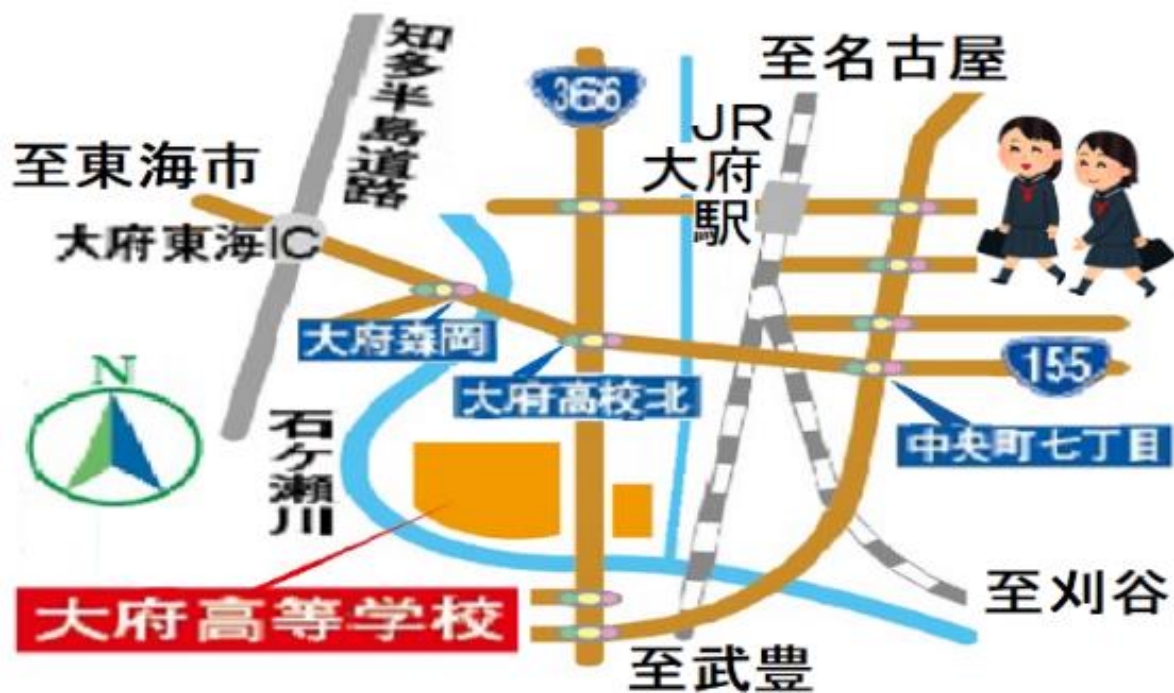 知多半島道路
366
至名古屋
JR
大府
駅
至東海市
大府東海IC
大府森岡
155
大府高校北
N
中央町七丁目
石ケ瀬川
大府高等学校
至刈谷
至武豊